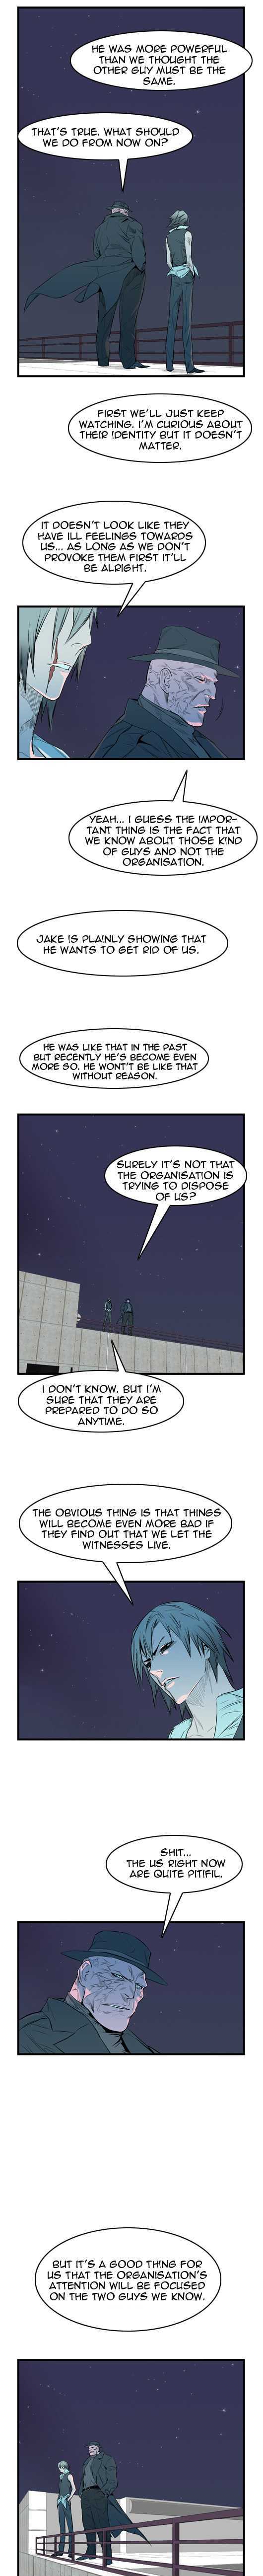 HE WAS MORE POWERFUL
THAN WE THOUGHT THE
OTHER GUY MUST BE THE
SAME.
THAT'S TRUE. WHAT SHOULD
WE DO FROM NOW ON?
FIRST WE'LL JUST KEEP
WATCHING. I'M CURIOUS ABOUT
THEIR IDENTITY BUT IT DOESN'T
MATTER.
IT DOESN'T LOOK LIKE THEY
HAVE ILL FEELINGS TOWARDS
US... AS LONG AS WE DON'T
PROVOKE THEM FIRST IT'LL
BE ALRIGHT.
YEAH... I GUESS THE IMPOR-
TANT THING IS THE FACT THAT
WE KNOW ABOUT THOSE KIND
OF GUYS AND NOT THE
ORGANISATION.
JAKE IS PLAINLY SHOWING THAT
HE WANTS TO GET RID OF US.
HE WAS LIKE THAT IN THE PAST
BUT RECENTLY HE'S BECOME EVEN
MORE SO. HE WON'T BE LIKE THAT
WITHOUT REASON.
SURELY IT'S NOT THAT
THE ORGANISATION IS
TRYING TO DISPOSE
OF US?
I DON'T KNOW. BUT I'M
SURE THAT THEY ARE
PREPARED TO DO SO
ANYTIME.
THE OBVIOUS THING IS THAT THINGS
WILL BECOME EVEN MORE BAD IF
THEY FIND OUT THAT WE LET THE
WITNESSES LIVE.
SHIT...
THE US RIGHT NOW
ARE QUITE PITIFIL.
BUT IT'S A GOOD THING FOR
US THAT THE ORGANISATION'S
ATTENTION WILL BE FOCUSED
ON THE TWO GUYS WE KNOW.